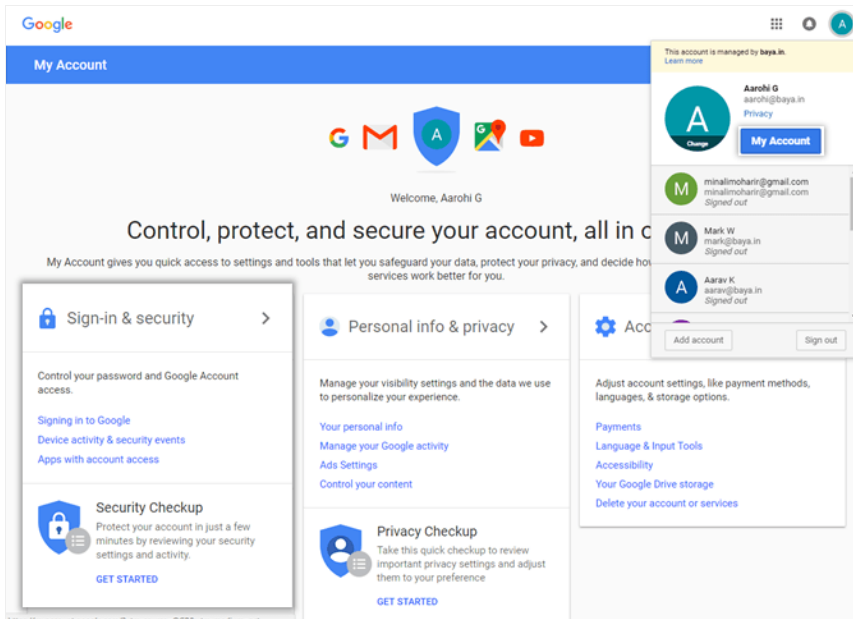 Google
A
My Account
This account is managed by baya.in.
Learn more
A
Change
Aarohi G
aarohi@baya.in
Privacy
My Account
M
minalimoharir@gmail.com
minalimoharir@gmail.com
Signed out
M
Mark W
mark@baya.in
Signed out
A
Aarav K
aarav@baya.in
Signed out
Add account
Sign out
G
A
G
Welcome, Aarohi G
Control, protect, and secure your account, all in
My Account gives you quick access to settings and tools that let you safeguard your data, protect your privacy, and decide
services work better for you.
Sign-in & security
Control your password and Google Account
access.
Signing in to Google
Device activity & security events
Apps with account access
Security Checkup
Protect your account in just a few
minutes by reviewing your security
settings and activity.
GET STARTED
Personal info & privacy
Manage your visibility settings and the data we use
to personalize your experience.
Your personal info
Manage your Google activity
Ads Settings
Control your content
Privacy Checkup
Take this quick checkup to review
important privacy settings and adjust
them to your preference
GET STARTED
Adjust account settings, like payment methods,
languages, & storage options.
Payments
Language & Input Tools
Accessibility
Your Google Drive storage
Delete your account or services